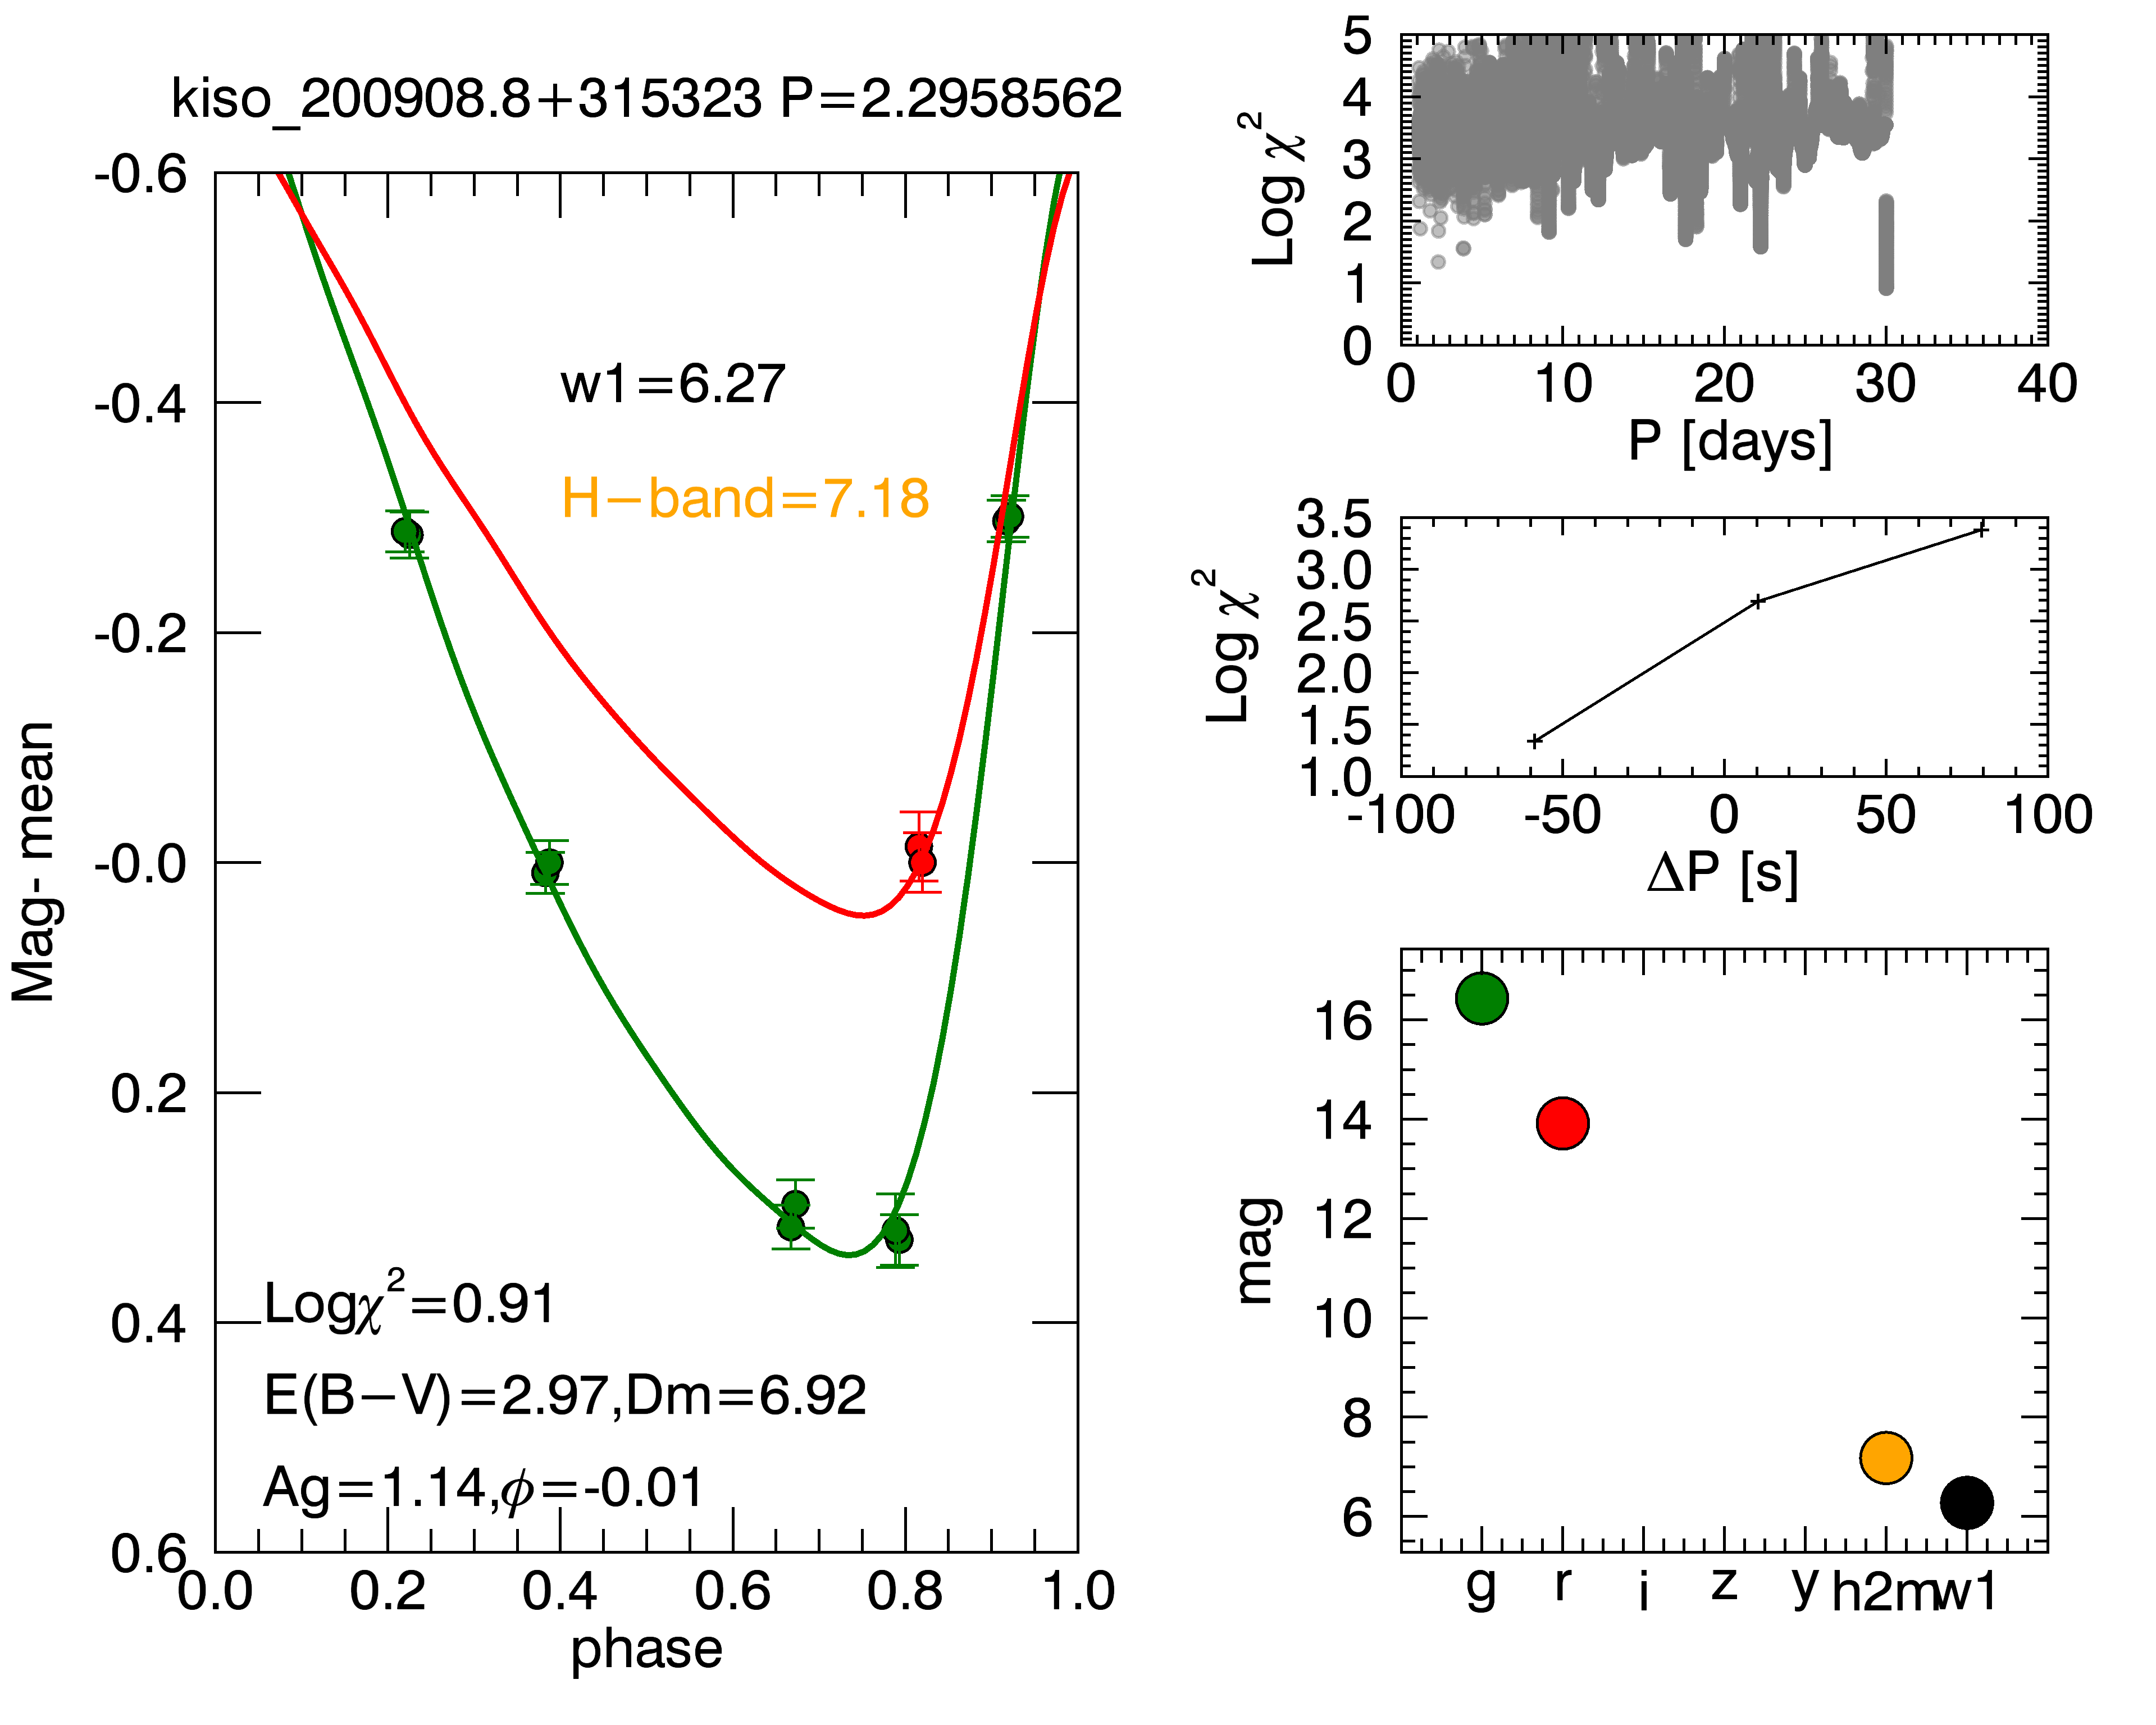 kiso_200908.8+315323 P=2.2958562
-0.6
-0.4
-0.2
-0.0
0.2
0.4
0.6
Mag- mean
w1=6.27
H−band=7.18
Logχ²=0.91
E(B−V)=2.97,Dm=6.92
Ag=1.14,ϕ=-0.01
0.0 0.2 0.4 0.6 0.8 1.0
phase
5
4
3
2
1
0
Log χ²
0 10 20 30 40
P [days]
3.5
3.0
2.5
2.0
1.5
1.0
Log χ²
-100 -50 0 50 100
ΔP [s]
16
14
12
10
8
6
mag
g r i z y h2m w1